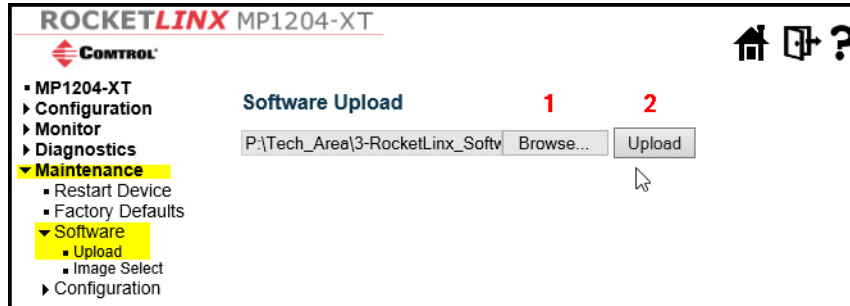 ROCKETLINX MP1204-XT
COMTROL
MP1204-XT
Configuration
Monitor
Diagnostics
Maintenance
Restart Device
Factory Defaults
Software
Upload
Image Select
Configuration
Software Upload
1
2
P:\Tech_Area\3-RocketLinx_Softw
Browse...
Upload
?